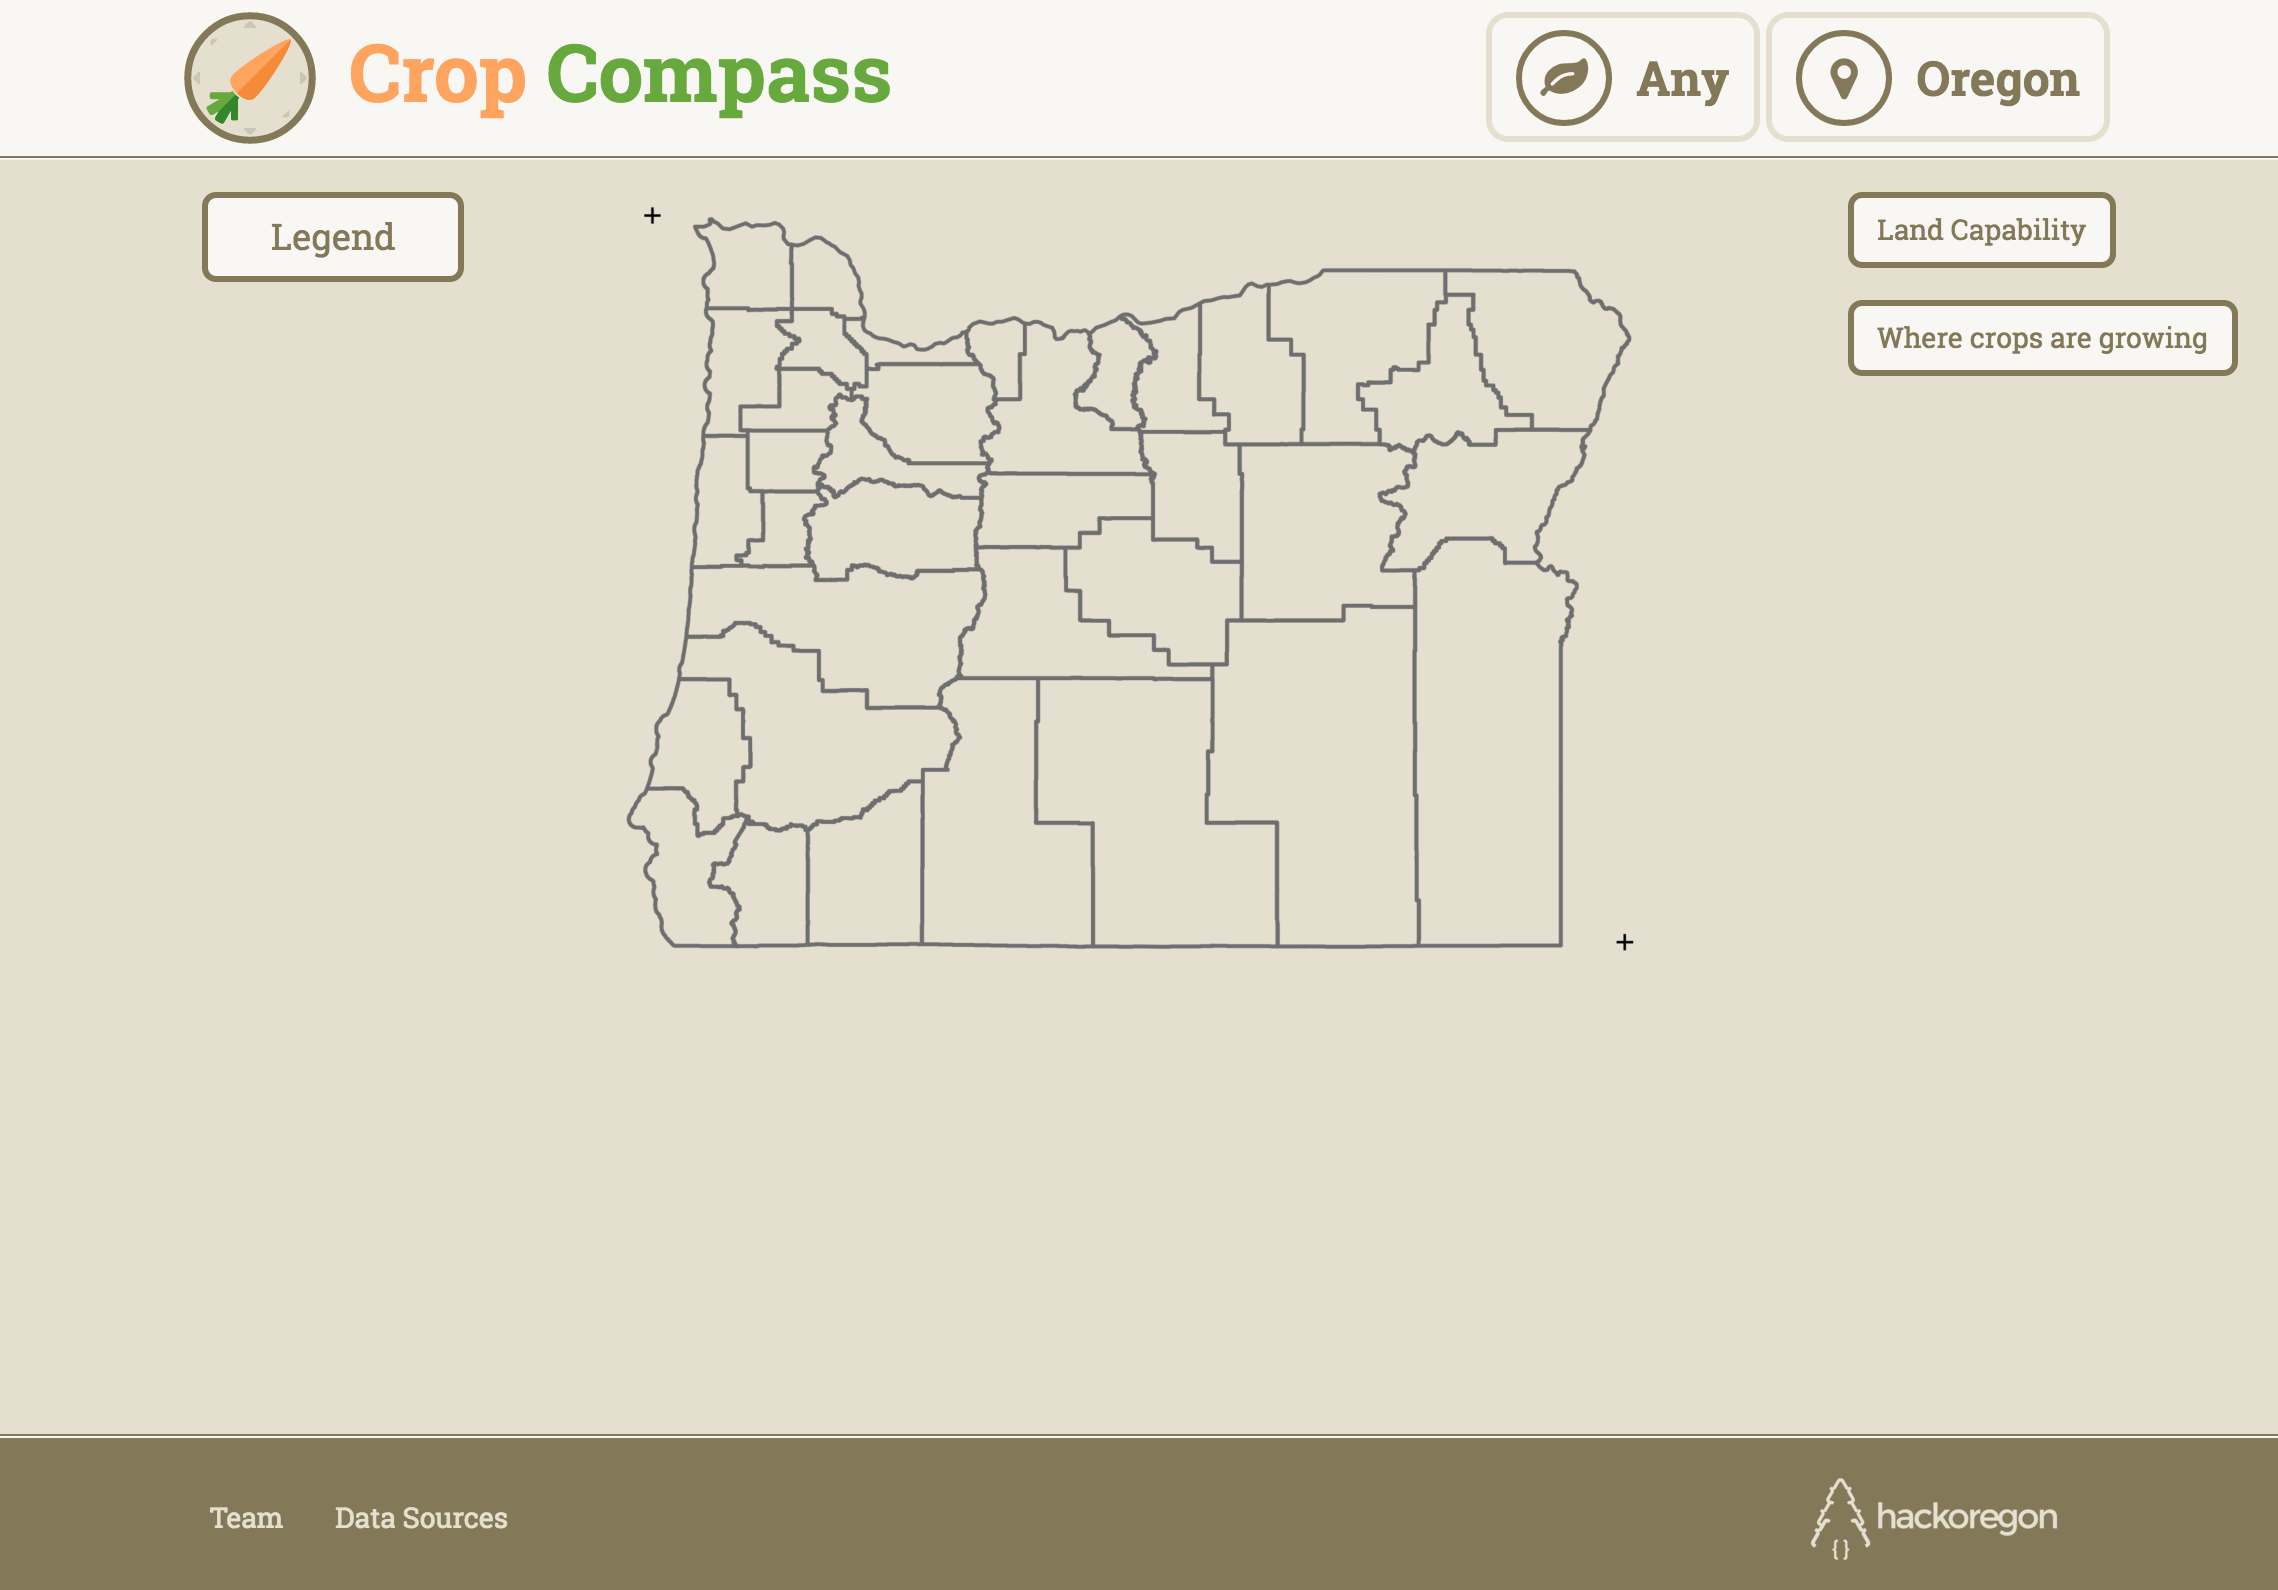 Crop Compass
Any
Oregon
Legend
Land Capability
Where crops are growing
Team
Data Sources
{}
hackoregon